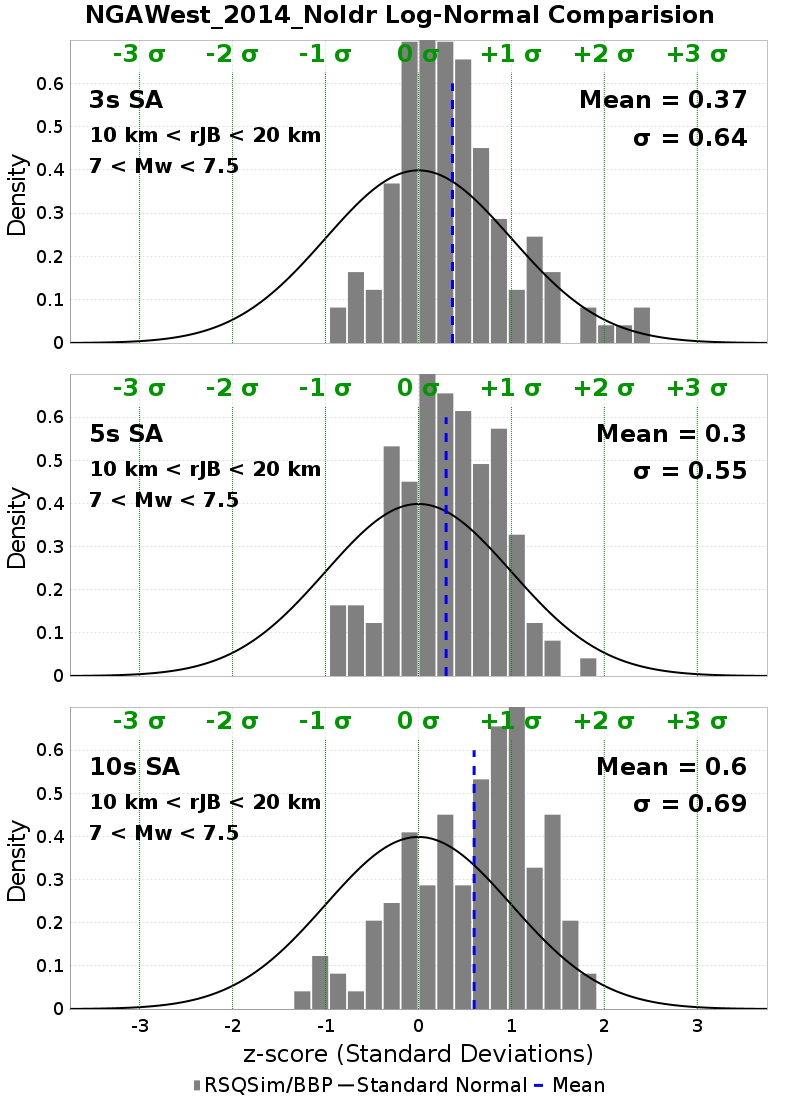 NGAWest_2014_NoIdr Log-Normal Comparision
-3 σ -2 σ -1 σ 0 σ +1 σ +2 σ +3 σ
3s SA
10 km < rJB < 20 km
7 < Mw < 7.5
Mean = 0.37
σ = 0.64
Density
0.6
0.5
0.4
0.3
0.2
0.1
0
-3 σ -2 σ -1 σ 0 σ +1 σ +2 σ +3 σ
5s SA
10 km < rJB < 20 km
7 < Mw < 7.5
Mean = 0.3
σ = 0.55
Density
0.6
0.5
0.4
0.3
0.2
0.1
0
-3 σ -2 σ -1 σ 0 σ +1 σ +2 σ +3 σ
10s SA
10 km < rJB < 20 km
7 < Mw < 7.5
Mean = 0.6
σ = 0.69
Density
0.6
0.5
0.4
0.3
0.2
0.1
0
-3 -2 -1 0 1 2 3
z-score (Standard Deviations)
RSQSim/BBP Standard Normal Mean